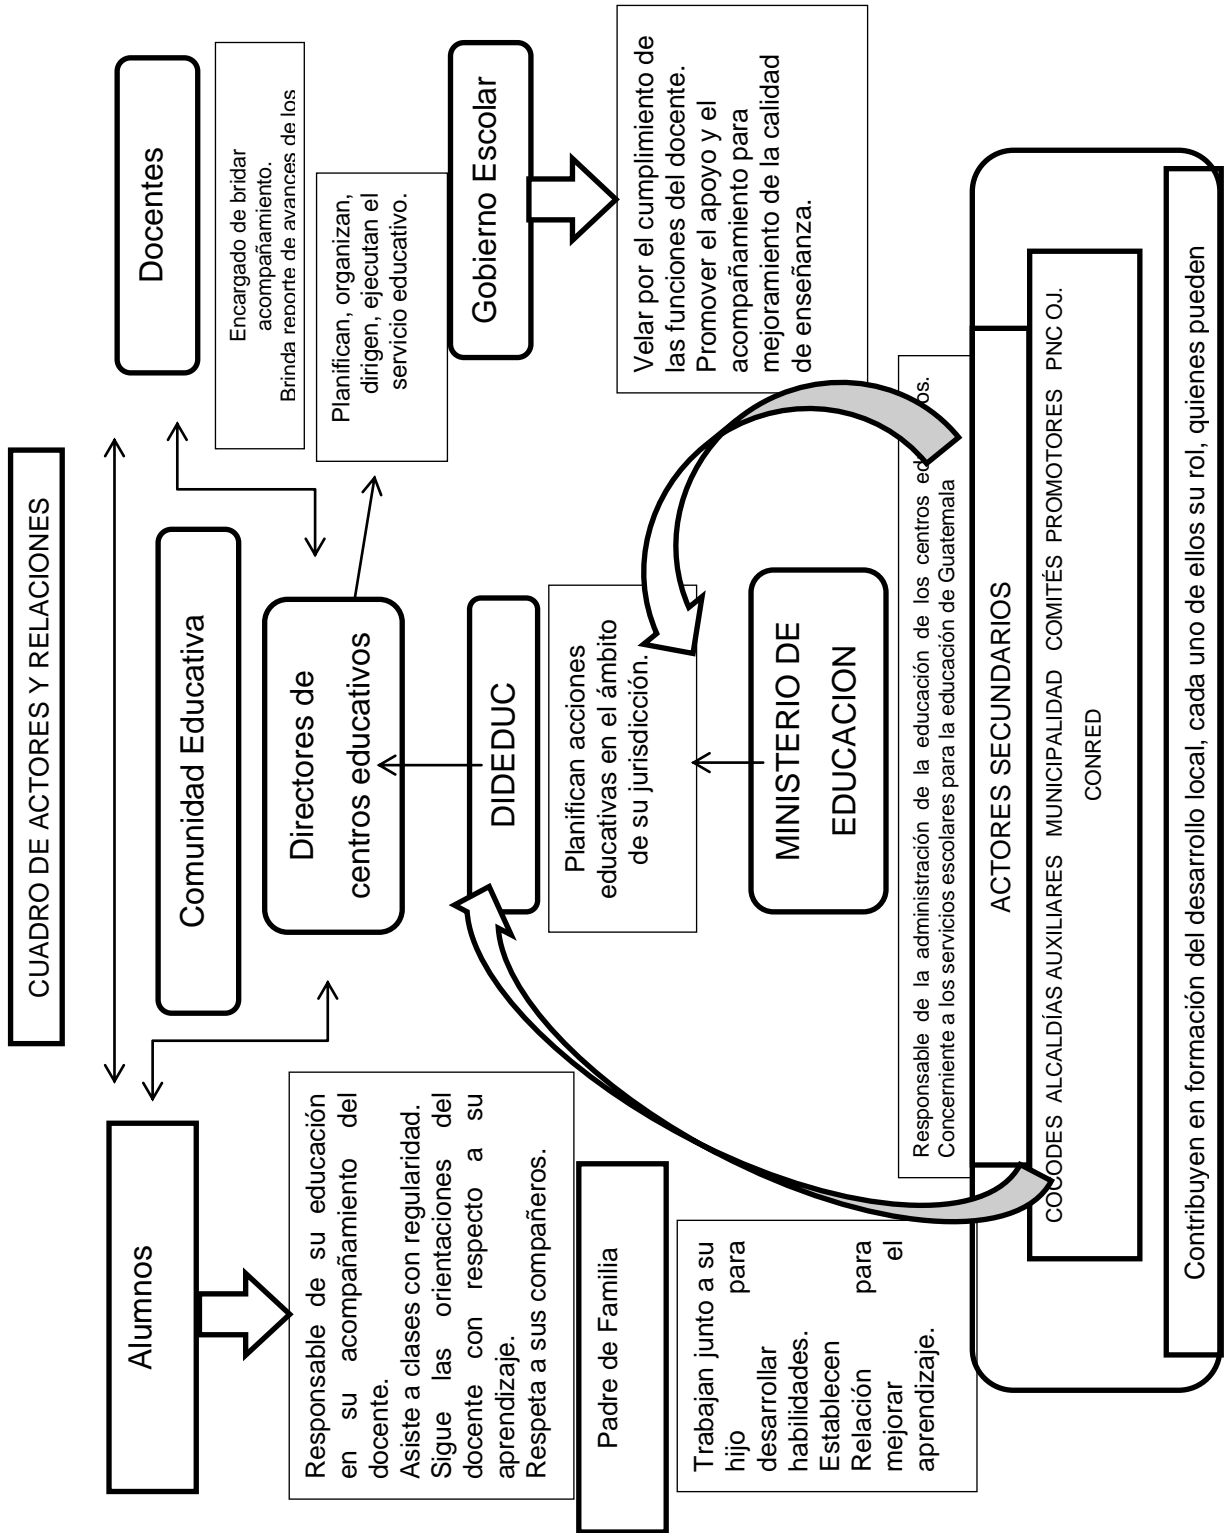 CUADRO DE ACTORES Y RELACIONES
Alumnos
Comunidad Educativa
Docentes
Encargado de bridar
acompañamiento.
Brinda reporte de avances de los
Directores de
centros educativos
Planifican, organizan,
dirigen, ejecutan el
servicio educativo.
Responsable de su educación
en su acompañamiento del
docente.
Asiste a clases con regularidad.
Sigue las orientaciones del
docente con respecto a su
aprendizaje.
Respeta a sus compañeros.
DIDEDUC
Gobierno Escolar
Planifican acciones
educativas en el ámbito
de su jurisdicción.
Velar por el cumplimiento de
las funciones del docente.
Promover el apoyo y el
acompañamiento para
mejoramiento de la calidad
de enseñanza.
Padre de Familia
Trabajan junto a su
hijo para
desarrollar
habilidades.
Establecen
Relación para
mejorar el
aprendizaje.
MINISTERIO DE
EDUCACION
Responsable de la administración de la educación de los centros ed os.
Concerniente a los servicios escolares para la educación de Guatemala
ACTORES SECUNDARIOS
COCODES ALCALDÍAS AUXILIARES MUNICIPALIDAD COMITÉS PROMOTORES PNC OJ.
CONRED
Contribuyen en formación del desarrollo local, cada uno de ellos su rol, quienes pueden